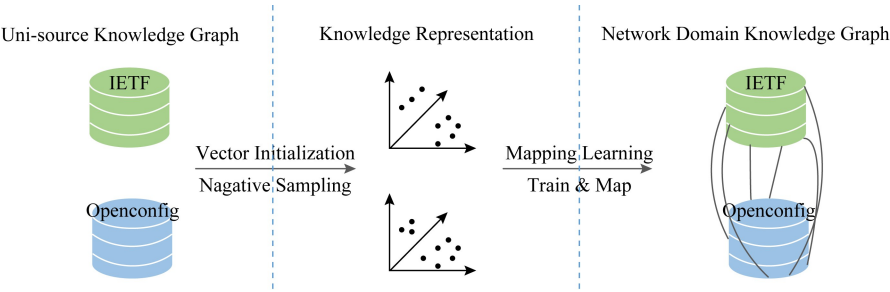 Uni-source Knowledge Graph
Knowledge Representation
Network Domain Knowledge Graph
IETF
IETF
Vector Initialization
Nagative Sampling
Mapping Learning
Train & Map
Openconfig
Openconfig